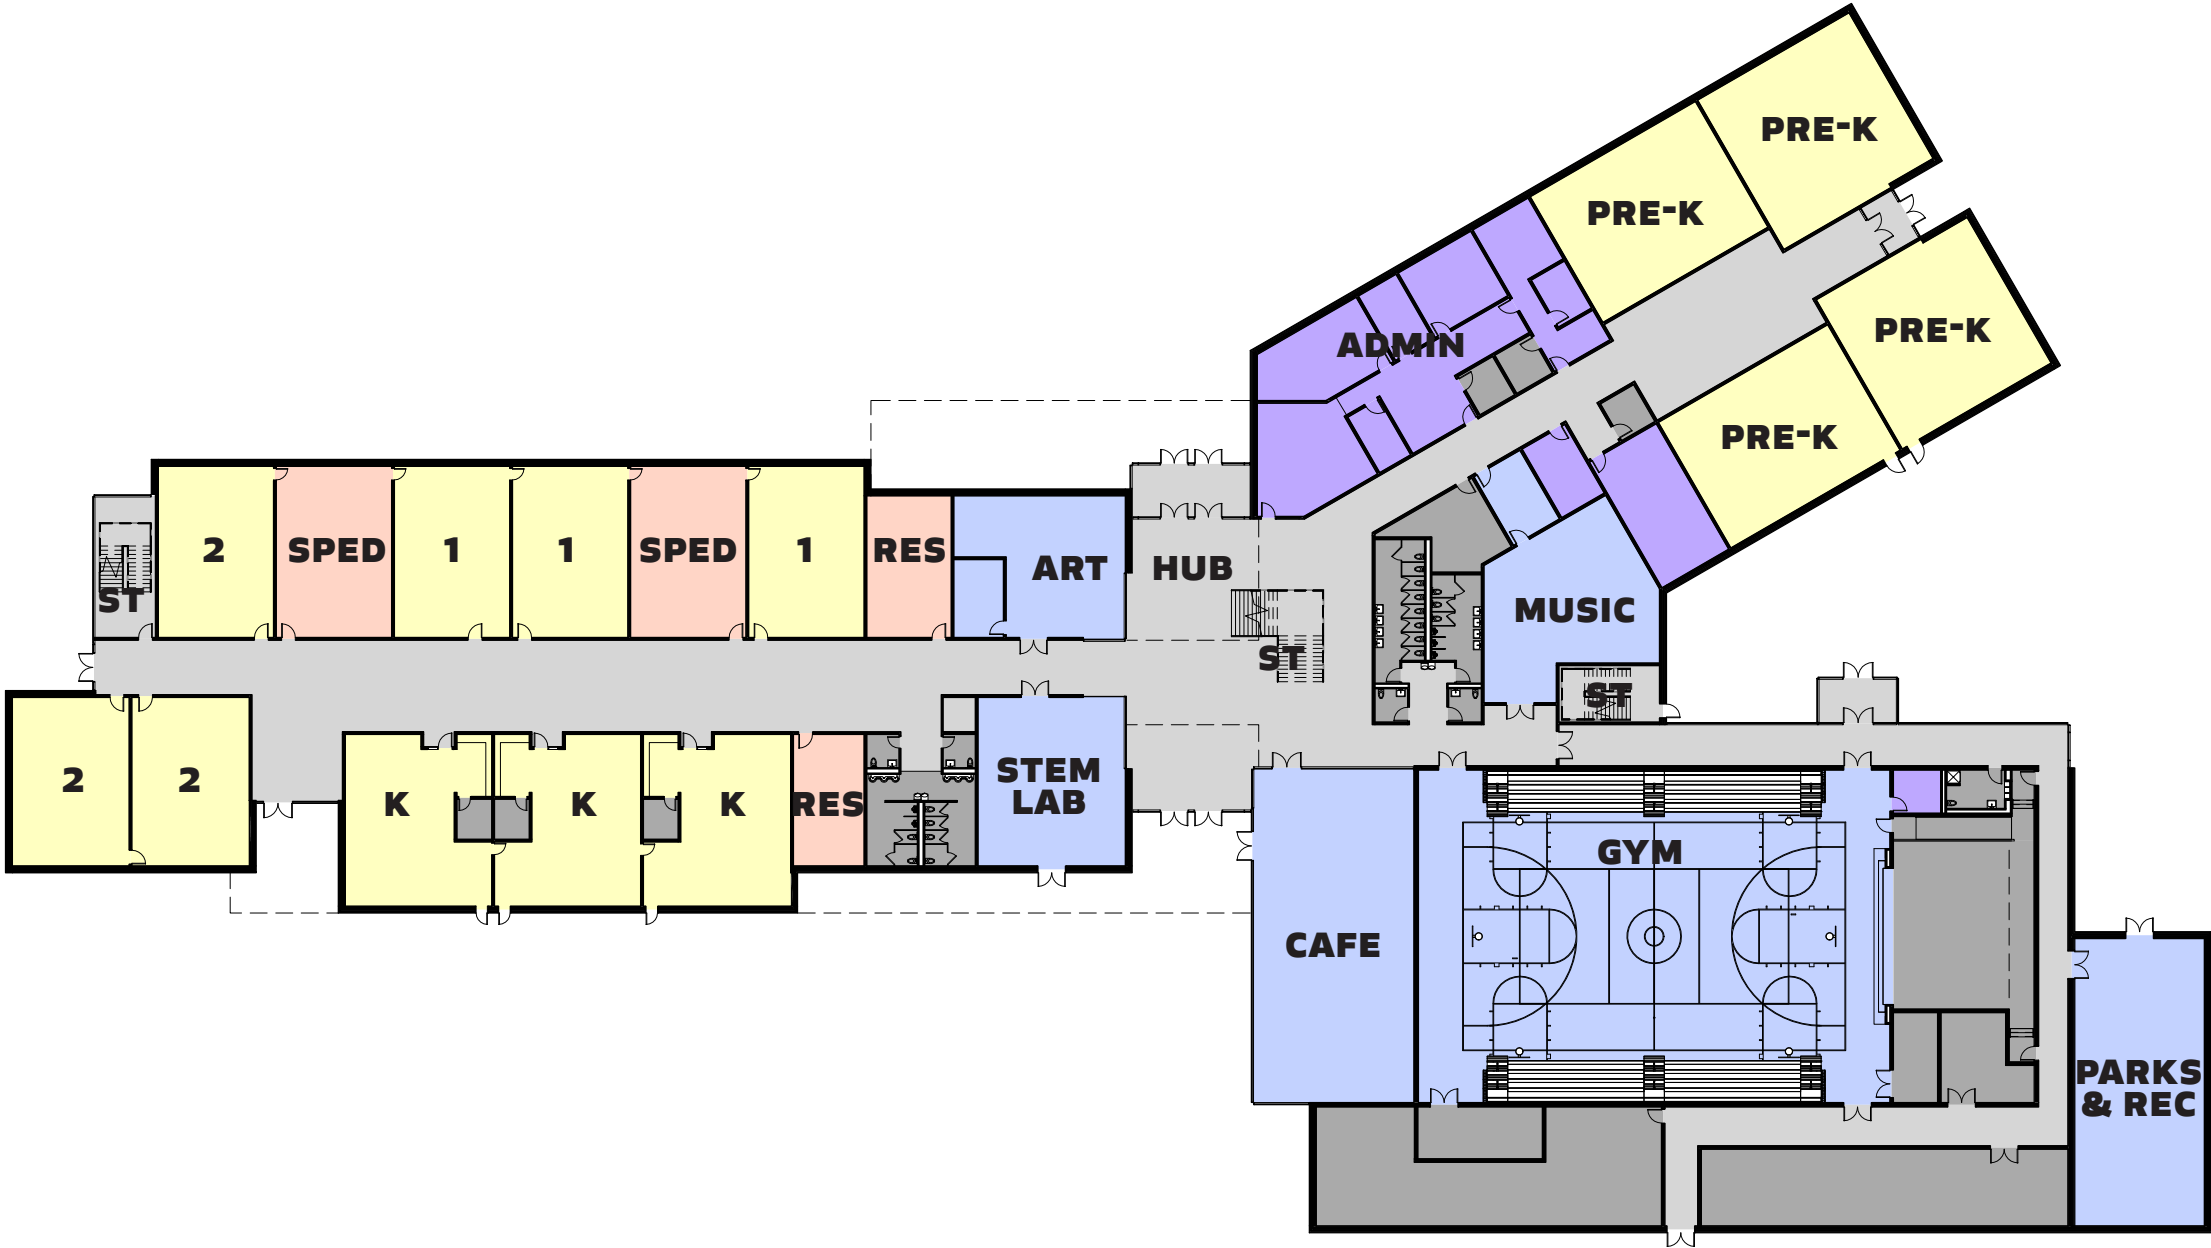 PRE-K
PRE-K
PRE-K
ADMIN
PRE-K
2
SPED
1
1
SPED
1
RES
ART
HUB
ST
MUSIC
ST
ST
2
2
K
K
K
RES
STEM
LAB
GYM
CAFE
PARKS
& REC